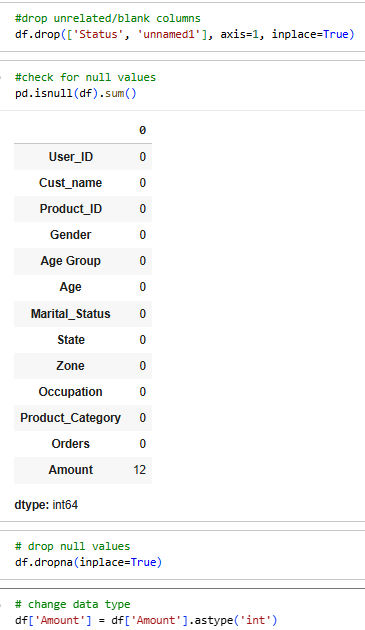 #drop unrelated/blank columns
df.drop(['Status', 'unnamed1'], axis=1, inplace=True)
#check for null values
pd.isnull(df).sum()
0
User_ID 0
Cust_name 0
Product_ID 0
Gender 0
Age Group 0
Age 0
Marital_Status 0
State 0
Zone 0
Occupation 0
Product_Category 0
Orders 0
Amount 12
dtype: int64
# drop null values
df.dropna(inplace=True)
# change data type
df['Amount'] = df['Amount'].astype('int')